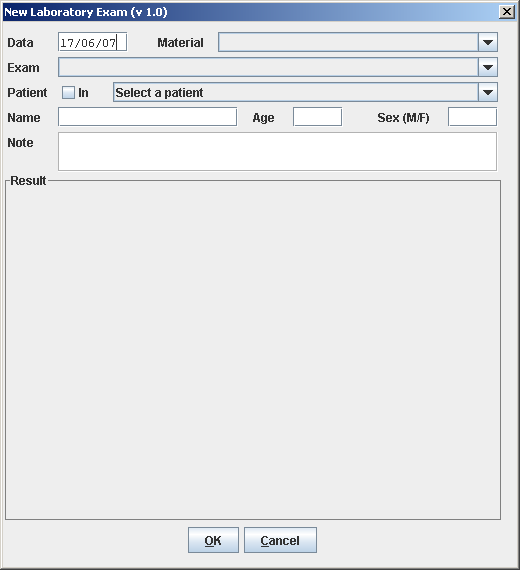 New Laboratory Exam (v 1.0)
Data 17/06/07 Material
Exam
Patient In Select a patient
Name Age Sex (M/F)
Note
Result
OK Cancel